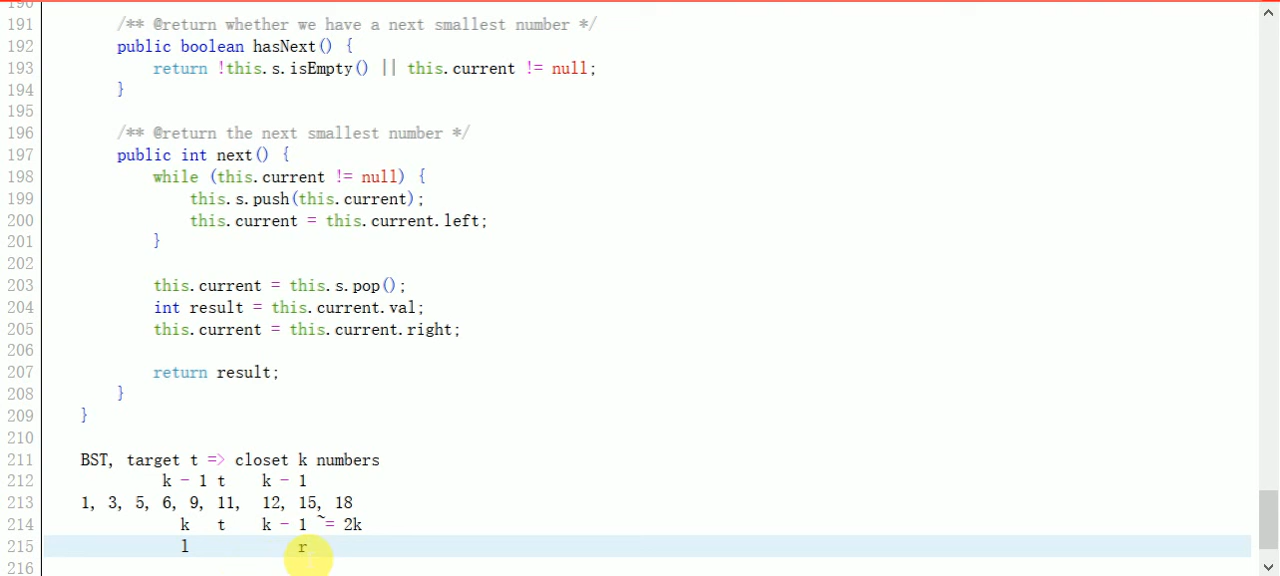 190
191 /** @return whether we have a next smallest number */
192 public boolean hasNext() {
193 return !this.s.isEmpty() || this.current != null;
194 }
195
196 /** @return the next smallest number */
197 public int next() {
198 while (this.current != null) {
199 this.s.push(this.current);
200 this.current = this.current.left;
201 }
202
203 this.current = this.s.pop();
204 int result = this.current.val;
205 this.current = this.current.right;
206
207 return result;
208 }
209 }
210
211 BST, target t => closet k numbers
212 k - 1 t k - 1
213 1, 3, 5, 6, 9, 11, 12, 15, 18
214 k t k - 1 ~= 2k
215 l r
216